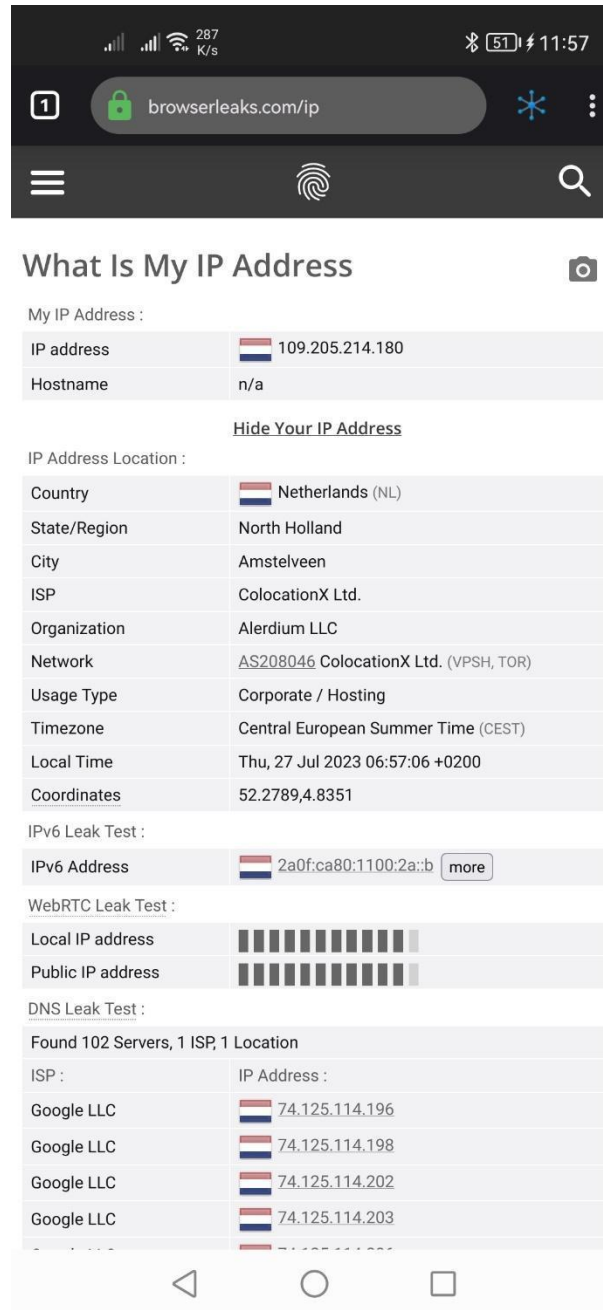 287
K/s
51
11:57
1
browserleaks.com/ip
What Is My IP Address
My IP Address :
IP address 109.205.214.180
Hostname n/a
Hide Your IP Address
IP Address Location :
Country Netherlands (NL)
State/Region North Holland
City Amstelveen
ISP ColocationX Ltd.
Organization Alerdium LLC
Network AS208046 ColocationX Ltd. (VPSH, TOR)
Usage Type Corporate / Hosting
Timezone Central European Summer Time (CEST)
Local Time Thu, 27 Jul 2023 06:57:06 +0200
Coordinates 52.2789,4.8351
IPv6 Leak Test :
IPv6 Address 2a0f:ca80:1100:2a::b more
WebRTC Leak Test :
Local IP address
Public IP address
DNS Leak Test :
Found 102 Servers, 1 ISP, 1 Location
ISP : IP Address :
Google LLC 74.125.114.196
Google LLC 74.125.114.198
Google LLC 74.125.114.202
Google LLC 74.125.114.203